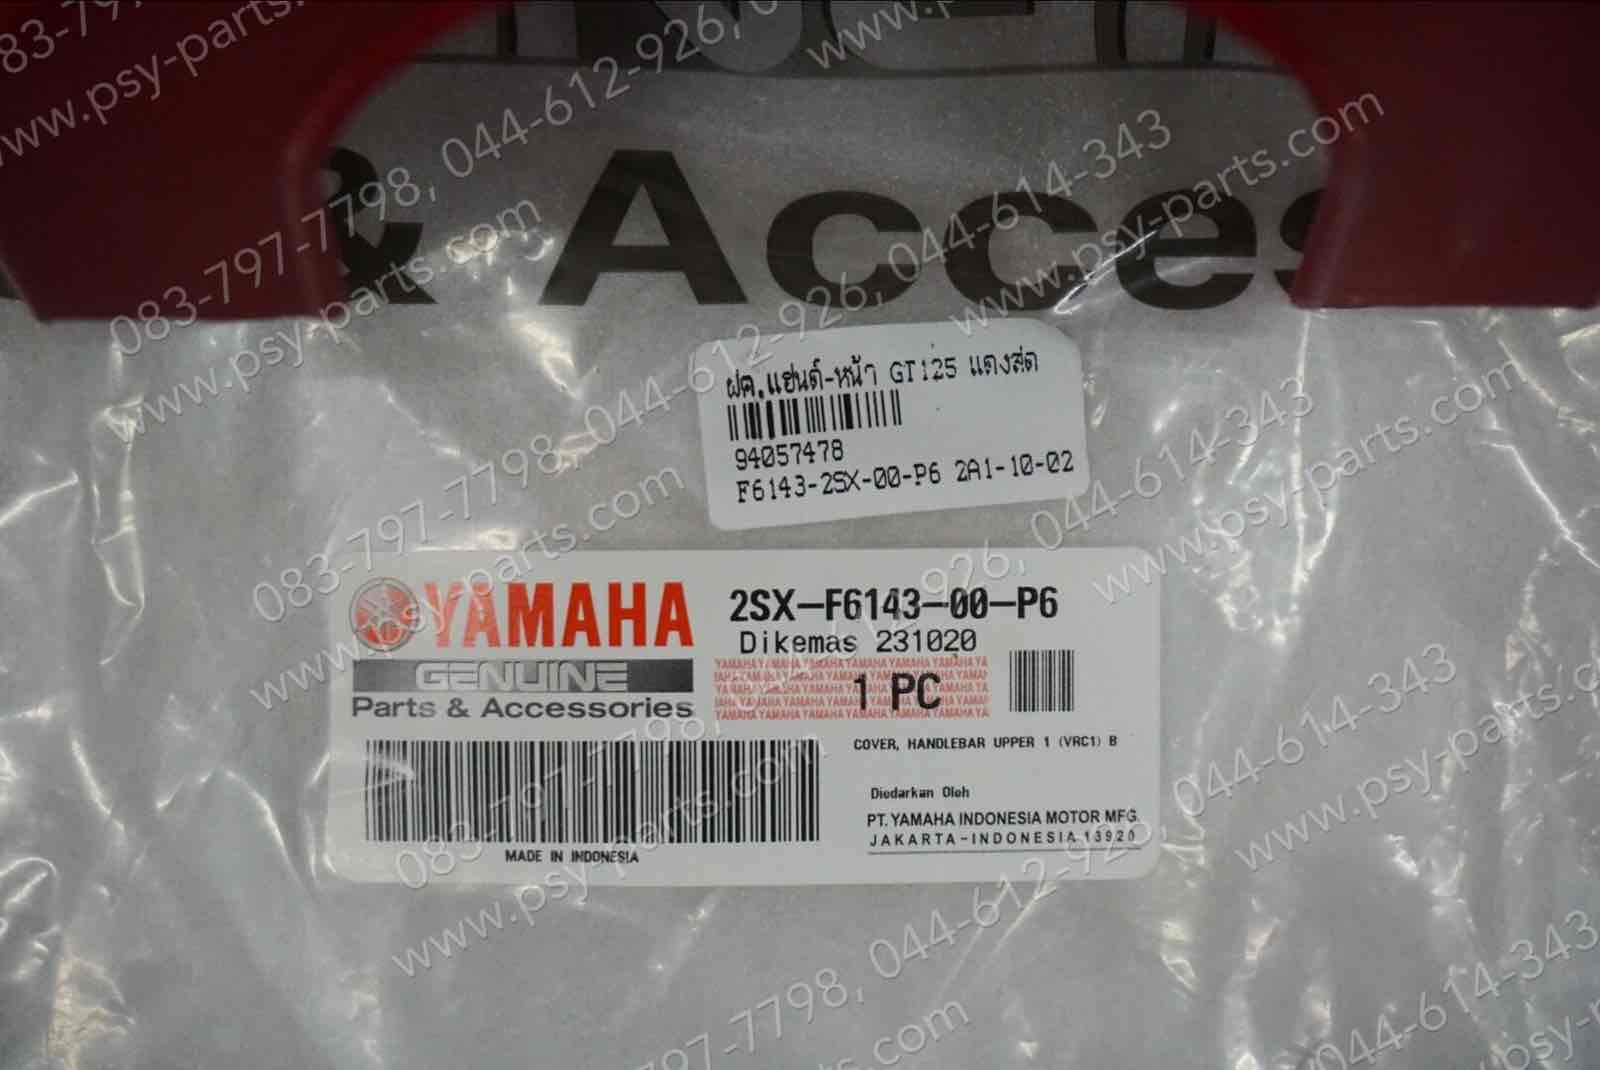 & Acces
ฝค.แฮนด์-หน้า GT125 แดงสด
94057478
F6143-2SX-00-P6 2A1-10-02
YAMAHA
GENUINE
Parts & Accessories
2SX-F6143-00-P6
Dikemas 231020
1 PC
COVER, HANDLEBAR UPPER 1 (VRC1) B
Diedarkan Oleh
PT. YAMAHA INDONESIA MOTOR MFG.
JAKARTA-INDONESIA 13920
MADE IN INDONESIA
083-797-7798, 044-612-926, 044-614-343
www.psy-parts.com